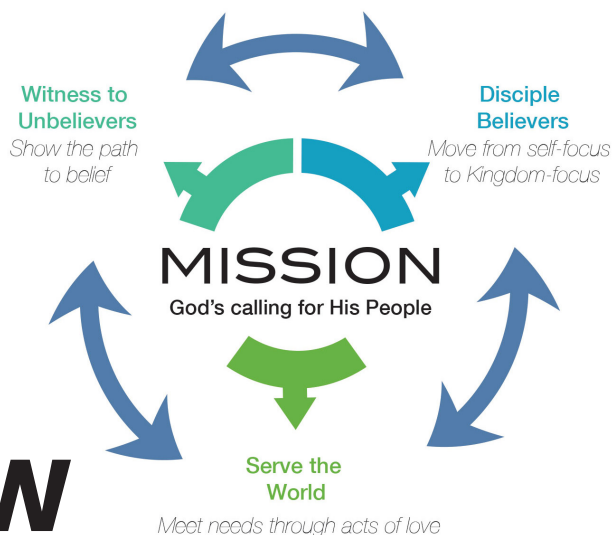 Witness to
Unbelievers
Show the path
to belief
Disciple
Believers
Move from self-focus
to Kingdom-focus
MISSION
God's calling for His People
Serve the
World
Meet needs through acts of love